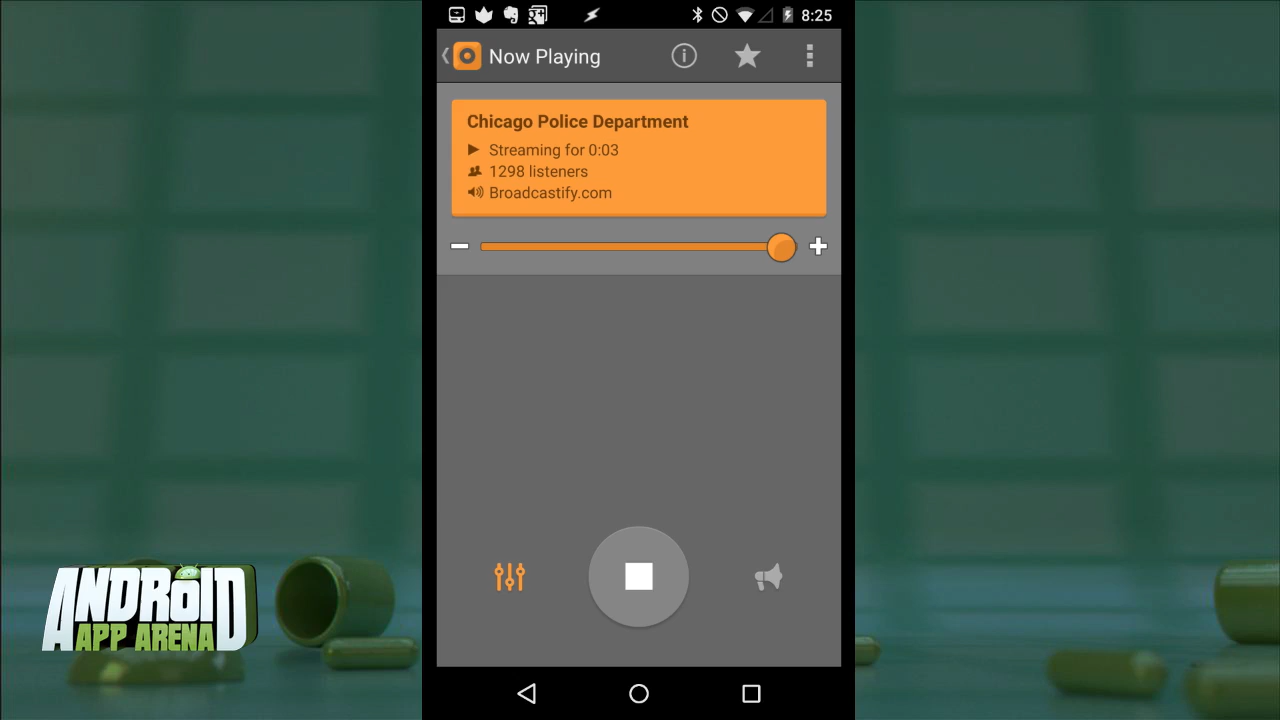 8:25
Now Playing
Chicago Police Department
Streaming for 0:03
1298 listeners
Broadcastify.com
ANDROID
APP ARENA